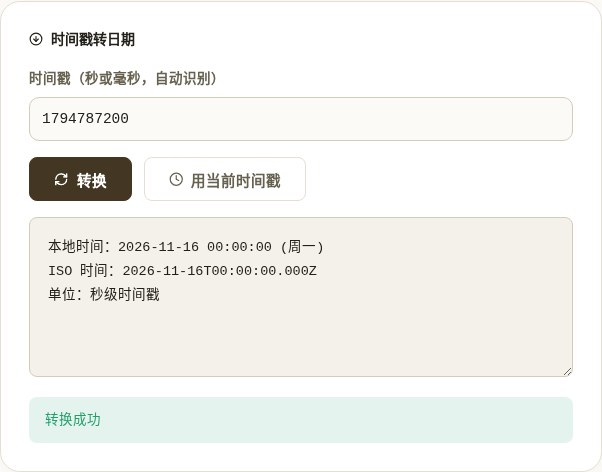 时间戳转日期
时间戳（秒或毫秒，自动识别）
1794787200
转换
用当前时间戳
本地时间：2026-11-16 00:00:00 (周一)
ISO 时间：2026-11-16T00:00:00.000Z
单位：秒级时间戳
转换成功